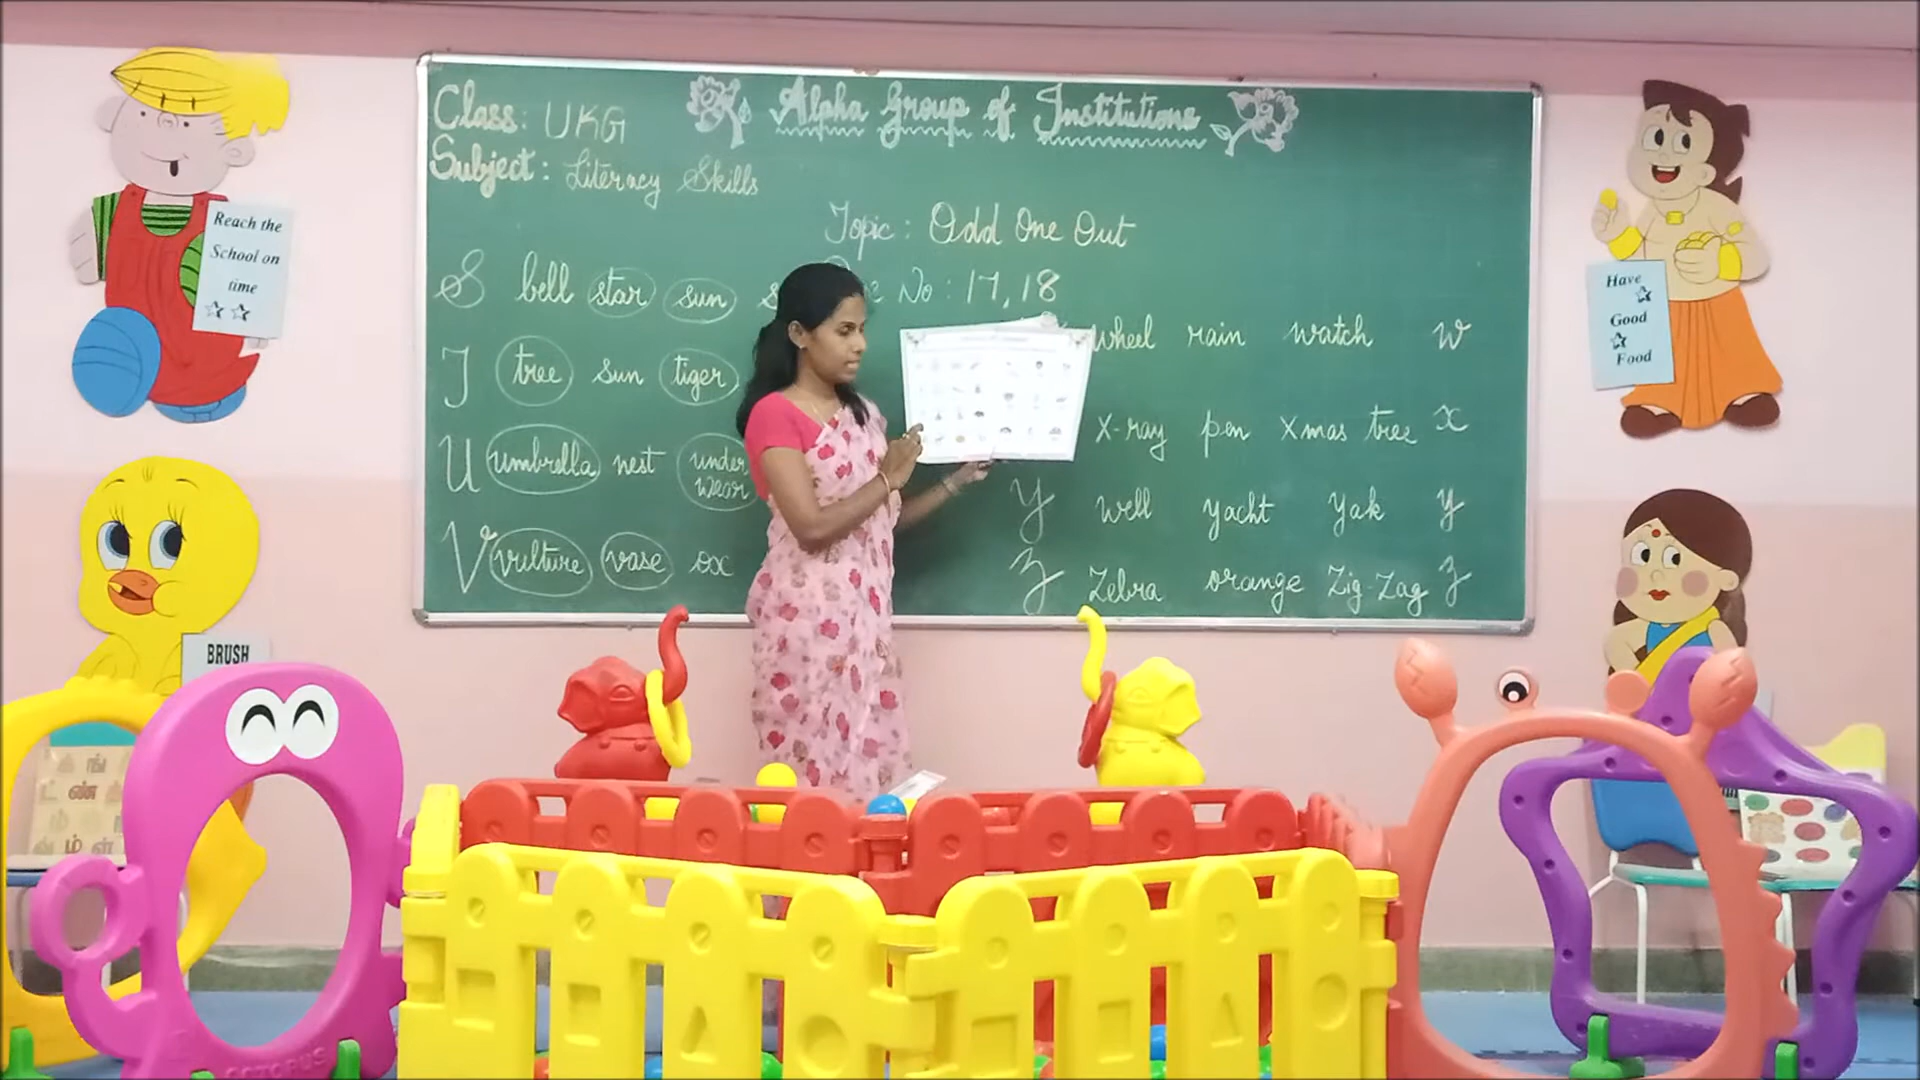 Class: UKG
Alpha Group of Institutions
Subject: Literacy Skills
Topic: Odd One Out
No: 17, 18
S bell star sun
T tree sun tiger
U umbrella nest under wear
V vulture vase ox
wheel rain watch w
X-ray pen Xmas tree x
y well yacht yak y
z Zebra orange Zig-Zag z
Reach the
School on
time
Have
Good
Food
BRUSH
OCTOPUS